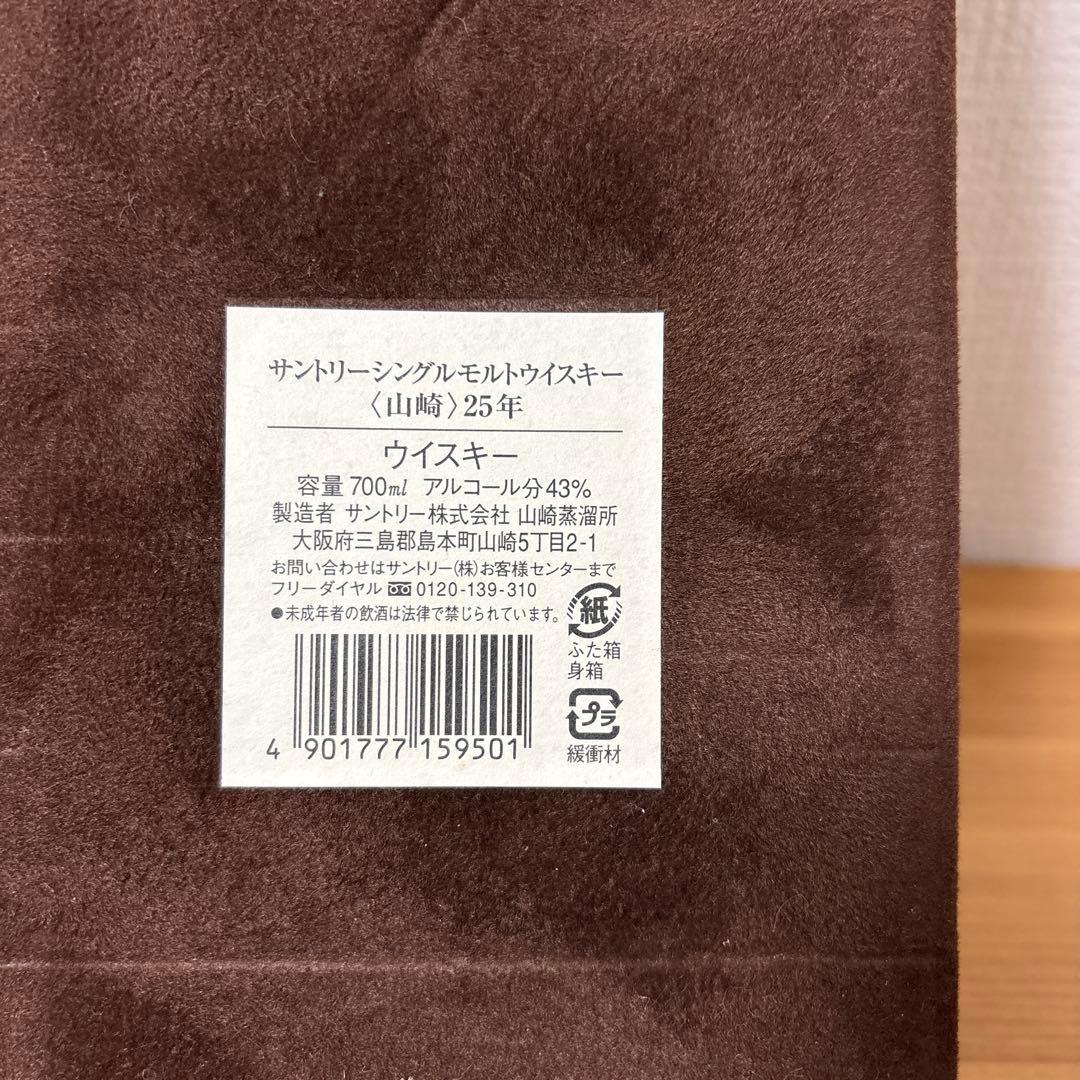 サントリーシングルモルトウイスキー
〈山崎〉25年
ウイスキー
容量 700ml アルコール分 43%
製造者 サントリー株式会社 山崎蒸溜所
大阪府三島郡島本町山崎5丁目2-1
お問い合わせはサントリー(株)お客様センターまで
フリーダイヤル 0120-139-310
●未成年者の飲酒は法律で禁じられています。
紙
ふた箱
身箱
プラ
緩衝材
4 901777 159501